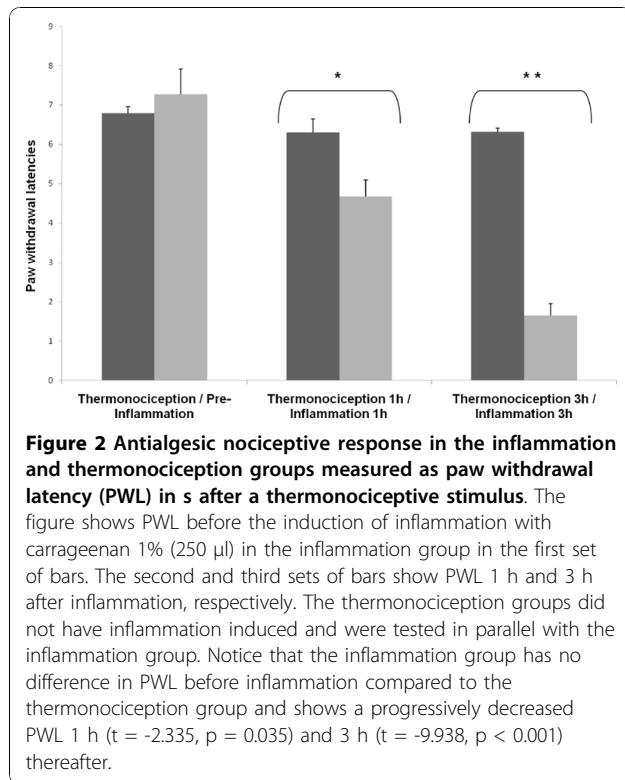 9
8
7
6
5
4
3
2
1
0
Paw withdrawal latencies
*
* *
Thermonociception / Pre-
Inflammation
Thermonociception 1h /
Inflammation 1h
Thermonociception 3h /
Inflammation 3h
Figure 2 Antialgesic nociceptive response in the inflammation
and thermonociception groups measured as paw withdrawal
latency (PWL) in s after a thermonociceptive stimulus. The
figure shows PWL before the induction of inflammation with
carrageenan 1% (250 μl) in the inflammation group in the first set
of bars. The second and third sets of bars show PWL 1 h and 3 h
after inflammation, respectively. The thermonociception groups did
not have inflammation induced and were tested in parallel with the
inflammation group. Notice that the inflammation group has no
difference in PWL before inflammation compared to the
thermonociception group and shows a progressively decreased
PWL 1 h (t = -2.335, p = 0.035) and 3 h (t = -9.938, p < 0.001)
thereafter.